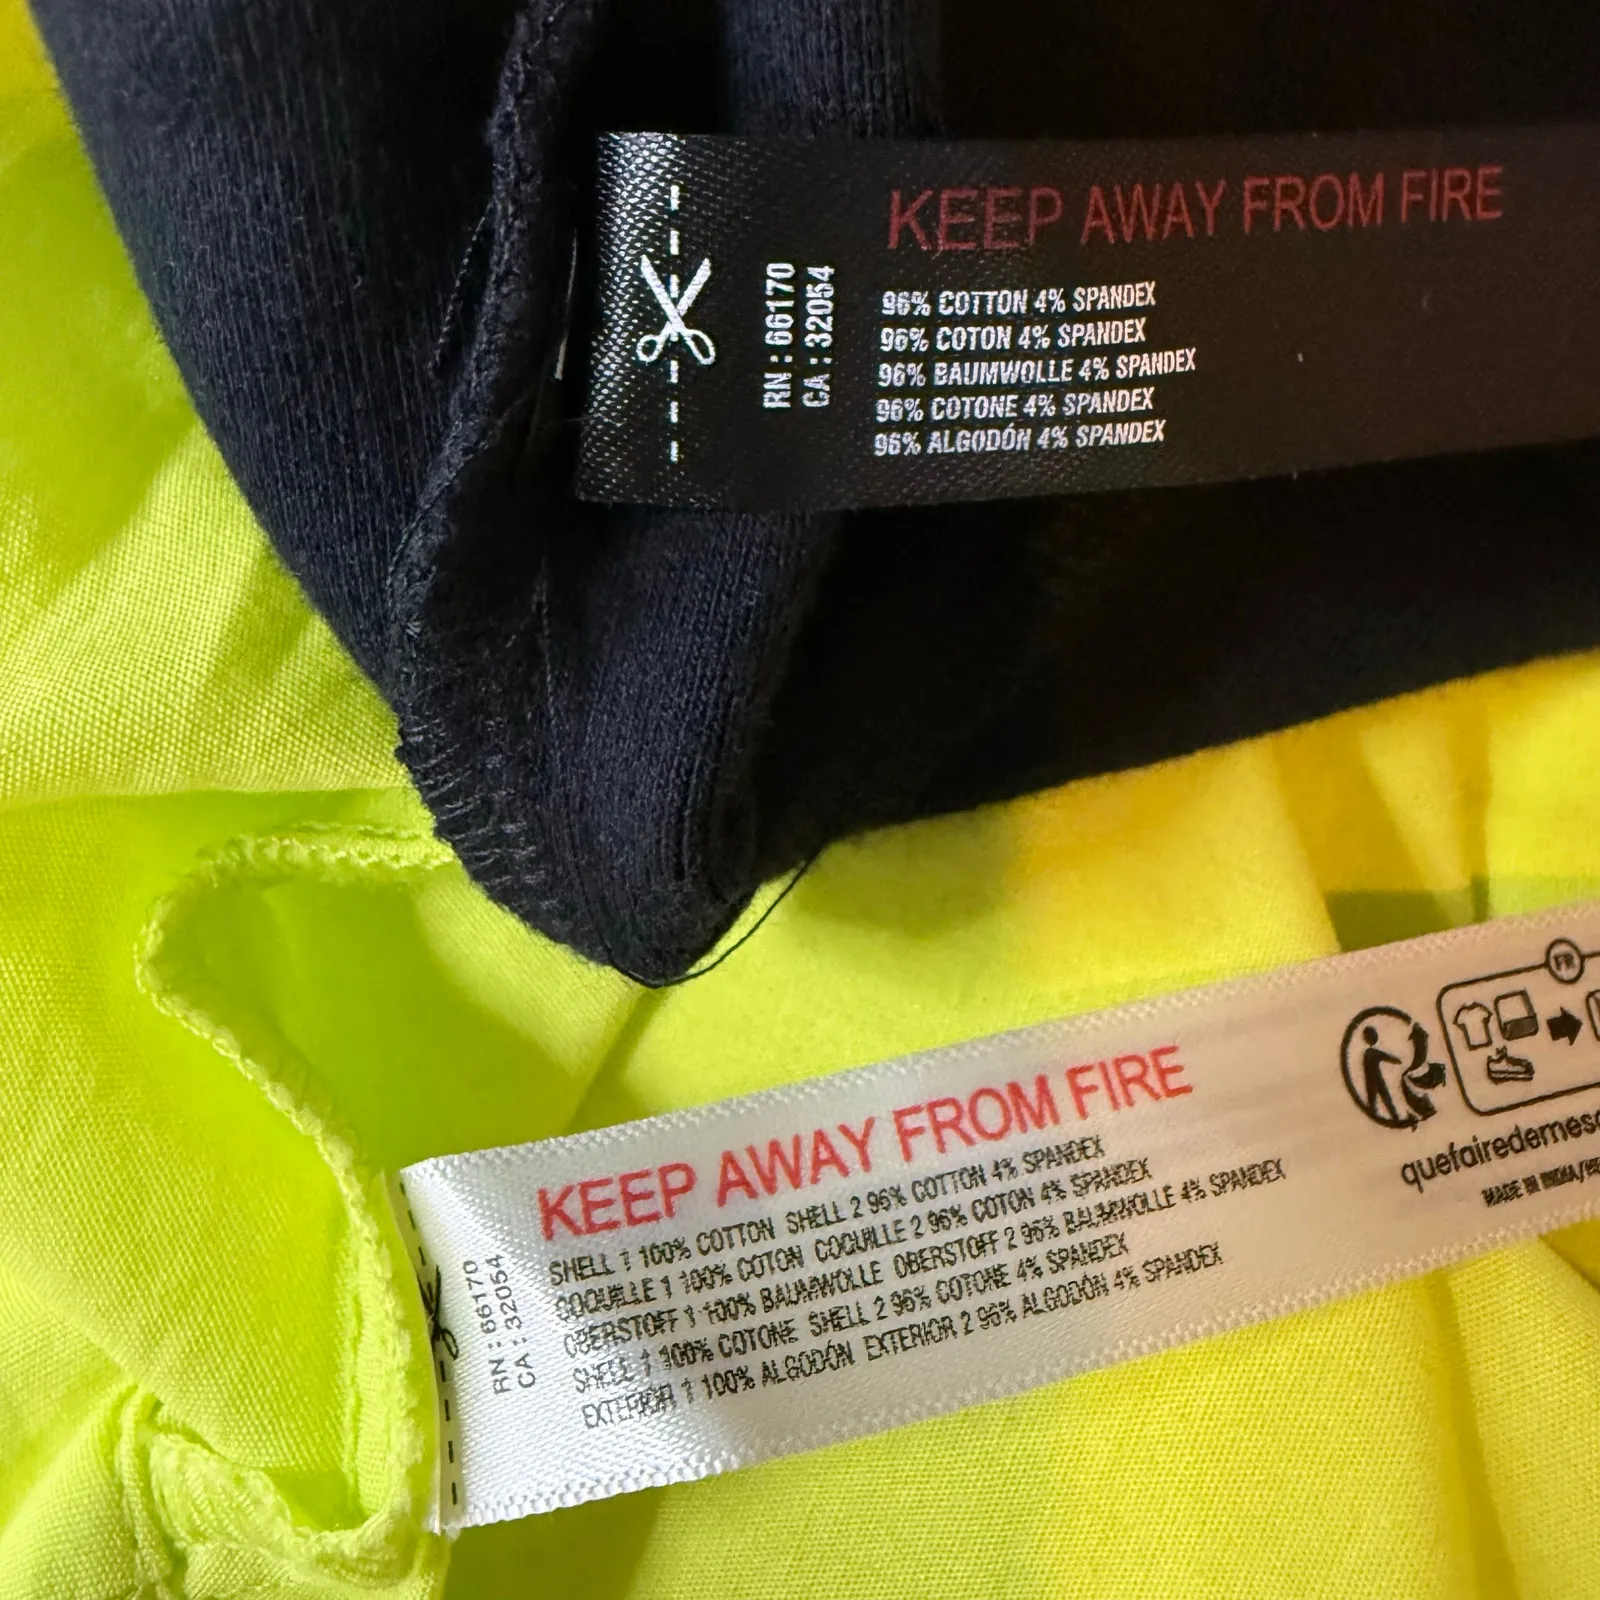 KEEP AWAY FROM FIRE
RN : 66170
CA : 32054
96% COTTON 4% SPANDEX
96% COTON 4% SPANDEX
96% BAUMWOLLE 4% SPANDEX
96% COTONE 4% SPANDEX
96% ALGODÓN 4% SPANDEX
FR
KEEP AWAY FROM FIRE
RN : 66170
CA : 32054
SHELL 1 100% COTTON SHELL 2 96% COTTON 4% SPANDEX
COQUILLE 1 100% COTON COQUILLE 2 96% COTON 4% SPANDEX
OBERSTOFF 1 100% BAUMWOLLE OBERSTOFF 2 96% BAUMWOLLE 4% SPANDEX
SHELL 1 100% COTONE SHELL 2 96% COTONE 4% SPANDEX
EXTERIOR 1 100% ALGODÓN EXTERIOR 2 96% ALGODÓN 4% SPANDEX
quefairedemes
MADE IN INDIA/